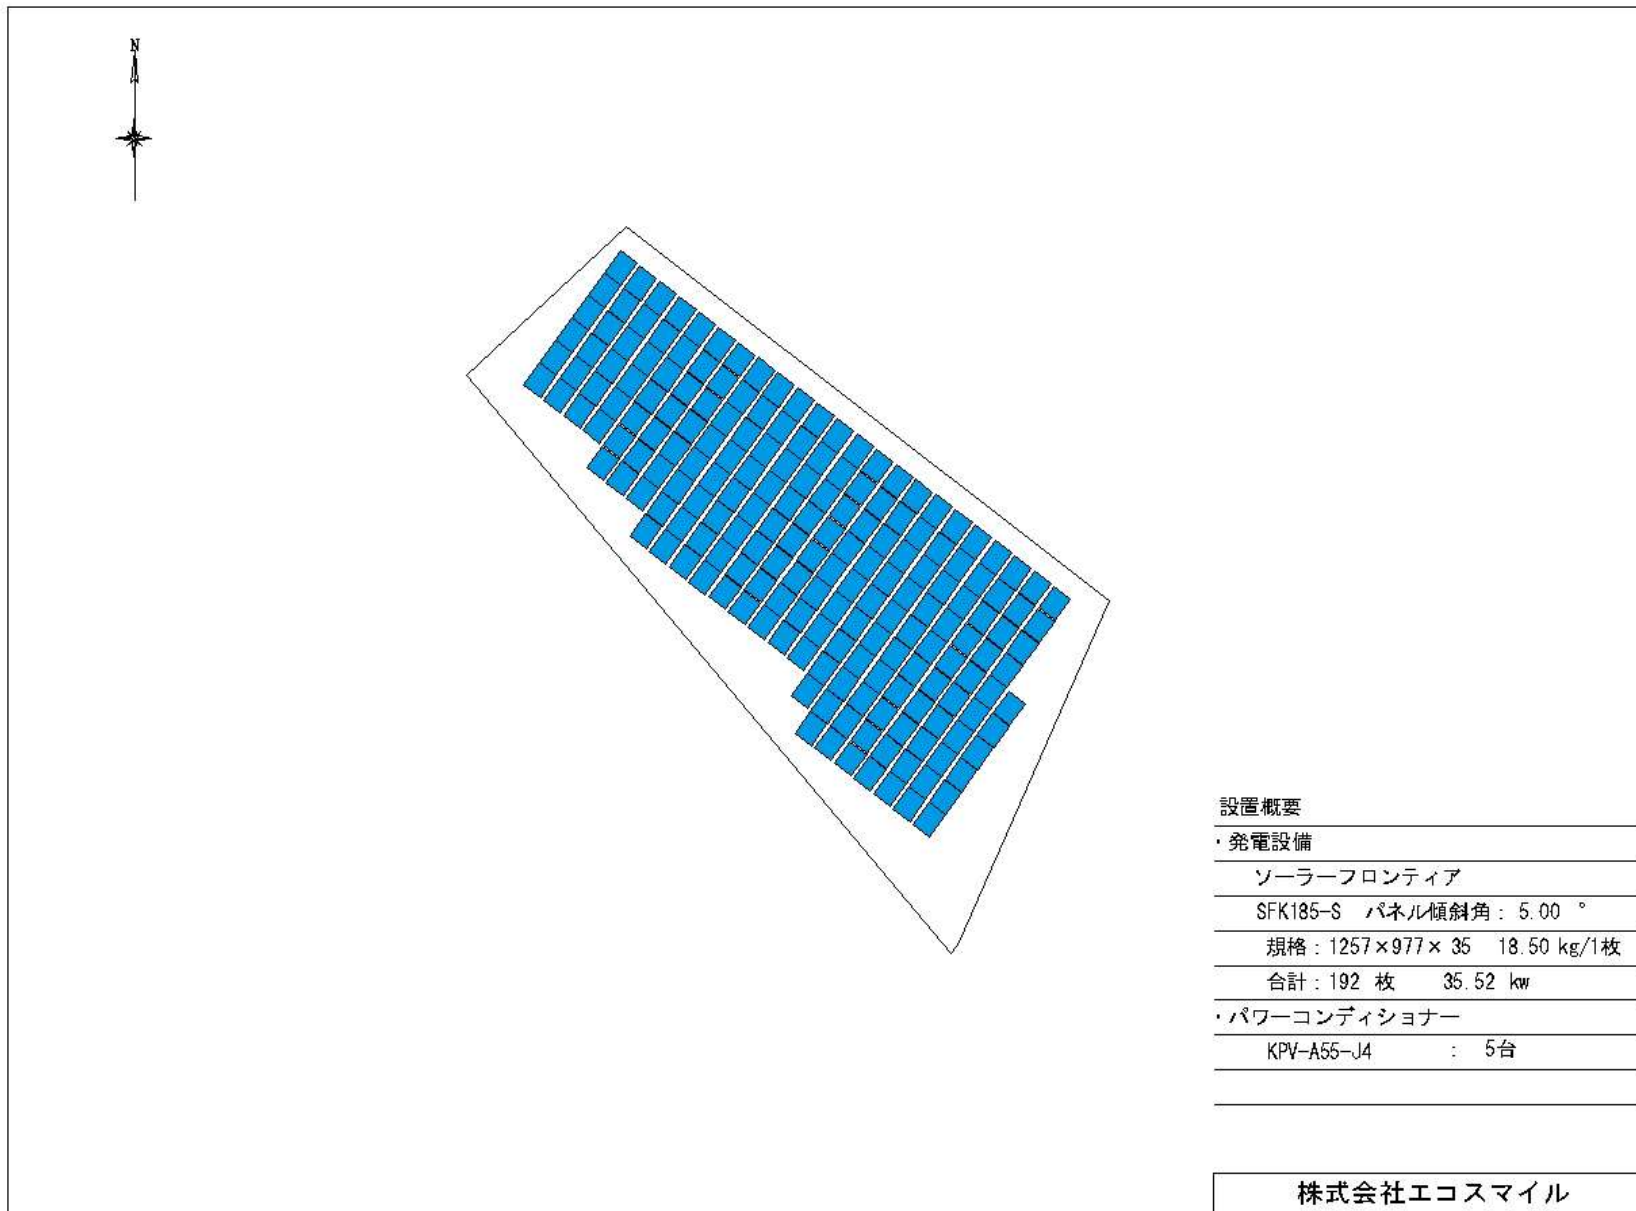 N
設置概要
・発電設備
ソーラーフロンティア
SFK185-S パネル傾斜角： 5.00 °
規格：1257×977× 35 18.50 kg/1枚
合計：192 枚 35.52 kw
・パワーコンディショナー
KPV-A55-J4 ： 5台
株式会社エコスマイル